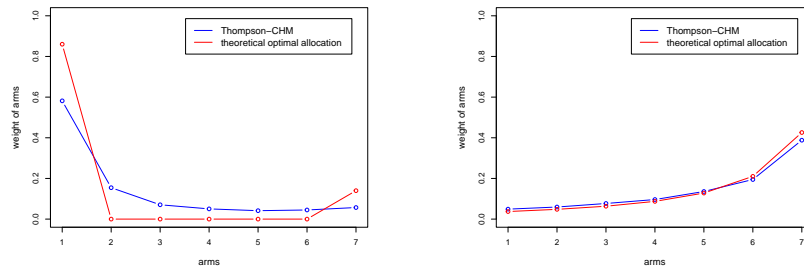 Thompson−CHM
theoretical optimal allocation
weight of arms
0.0 0.2 0.4 0.6 0.8 1.0
1 2 3 4 5 6 7
arms
Thompson−CHM
theoretical optimal allocation
weight of arms
0.0 0.2 0.4 0.6 0.8 1.0
1 2 3 4 5 6 7
arms